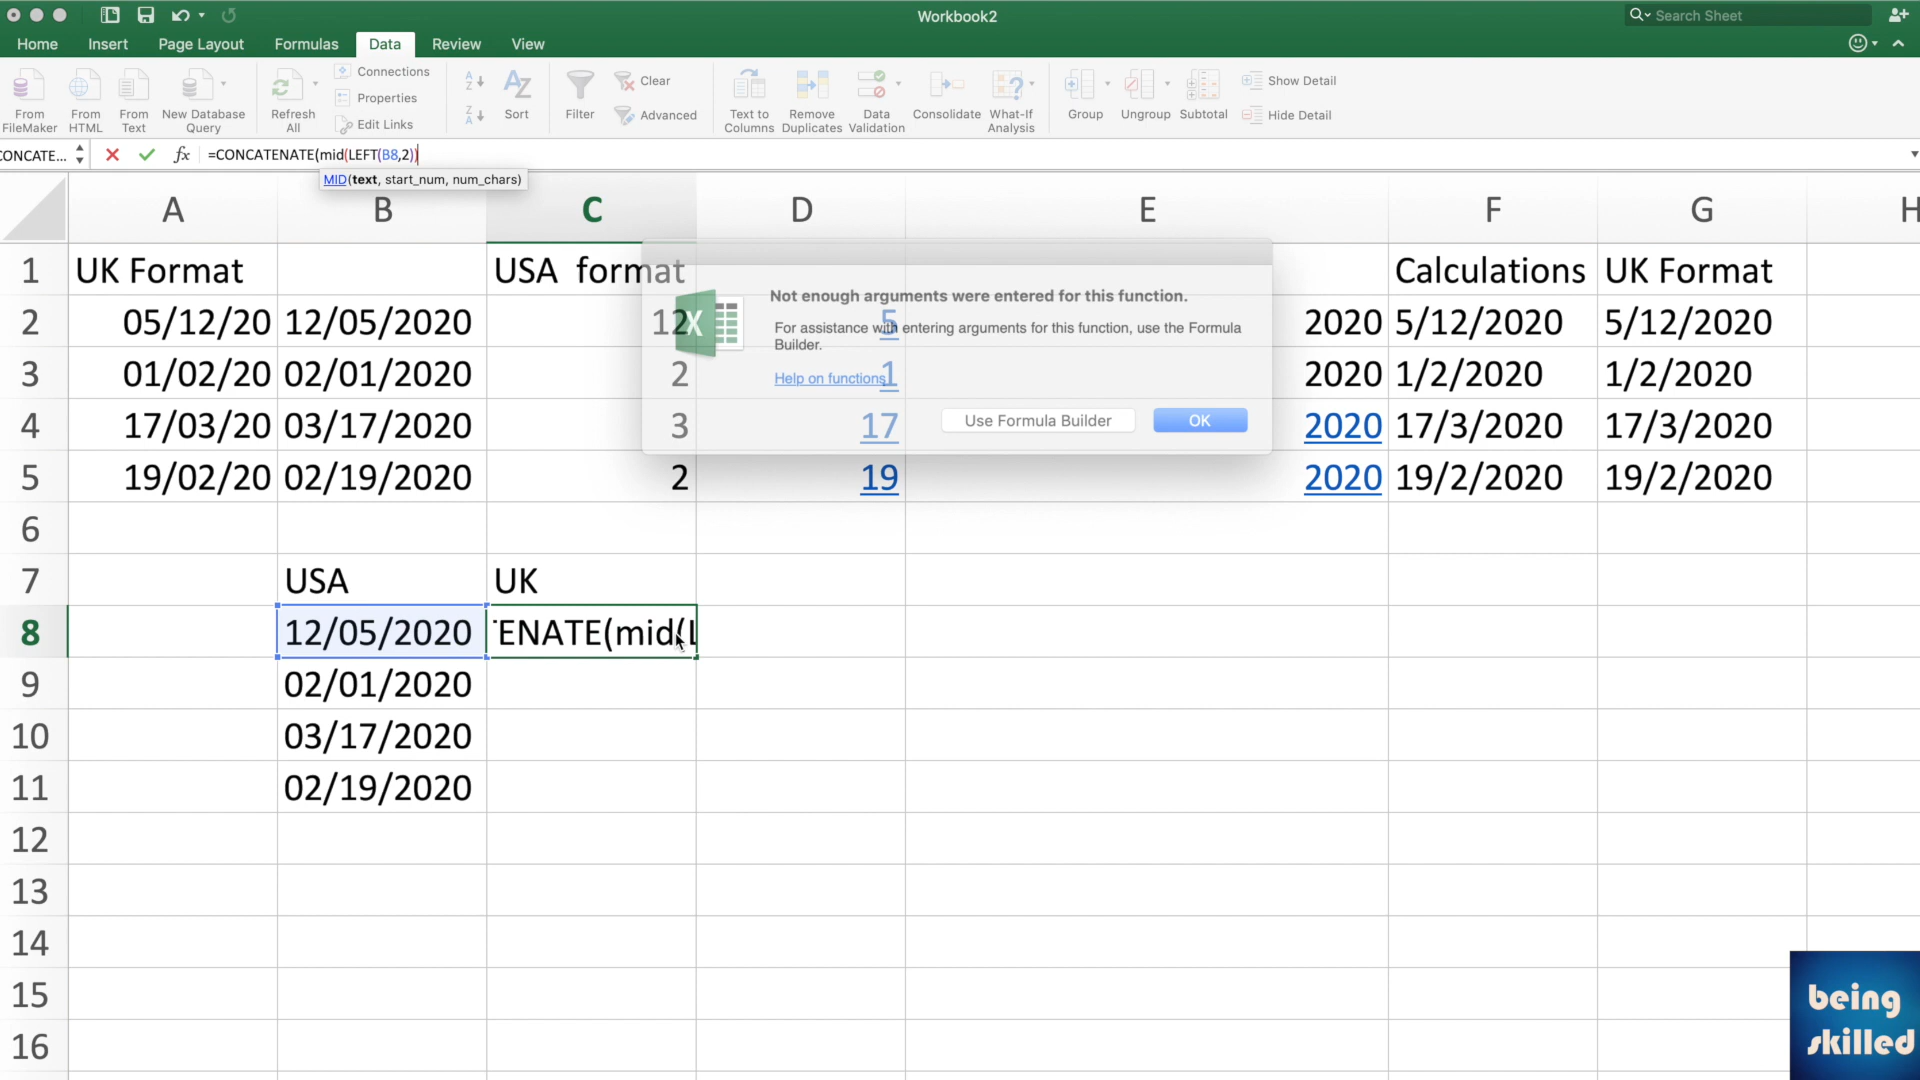 Workbook2
Search Sheet
Home Insert Page Layout Formulas Data Review View
From FileMaker
From HTML
From Text
New Database Query
Refresh All
Connections
Properties
Edit Links
Sort
Filter
Clear
Advanced
Text to Columns
Remove Duplicates
Data Validation
Consolidate
What-If Analysis
Group
Ungroup
Subtotal
Show Detail
Hide Detail
CONCATE... fx =CONCATENATE(mid(LEFT(B8,2))
MID(text, start_num, num_chars)
A B C D E F G H
1 UK Format USA format Calculations UK Format
2 05/12/20 12/05/2020 12 5 2020 5/12/2020 5/12/2020
3 01/02/20 02/01/2020 2 1 2020 1/2/2020 1/2/2020
4 17/03/20 03/17/2020 3 17 2020 17/3/2020 17/3/2020
5 19/02/20 02/19/2020 2 19 2020 19/2/2020 19/2/2020
Not enough arguments were entered for this function.
For assistance with entering arguments for this function, use the Formula
Builder.
Help on functions
Use Formula Builder OK
6
7 USA UK
8 12/05/2020 TENATE(mid(L
9 02/01/2020
10 03/17/2020
11 02/19/2020
12
13
14
15
16
being
skilled